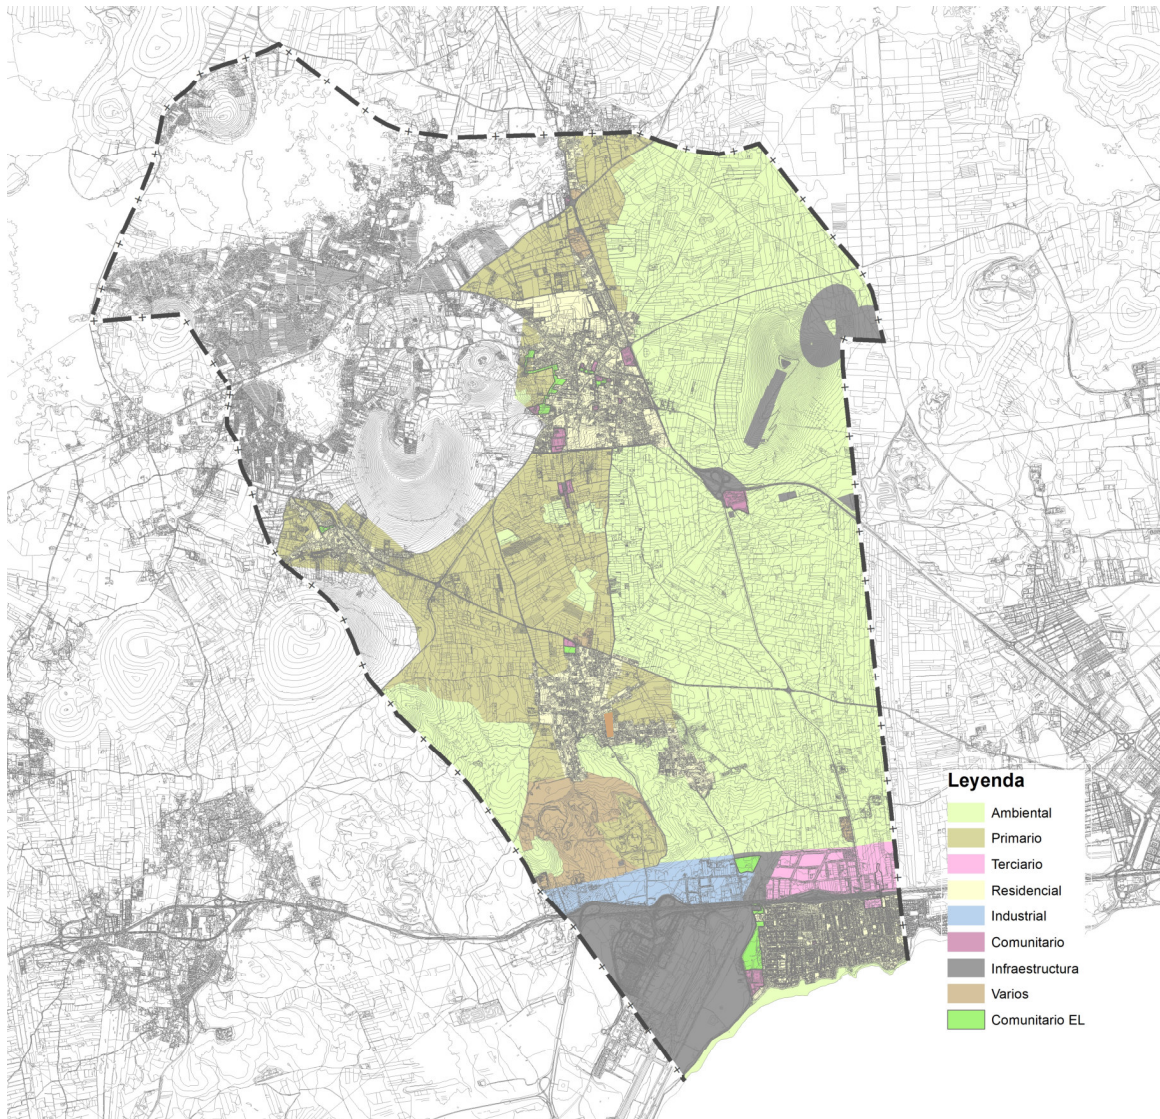 Leyenda
Ambiental
Primario
Terciario
Residencial
Industrial
Comunitario
Infraestructura
Varios
Comunitario EL